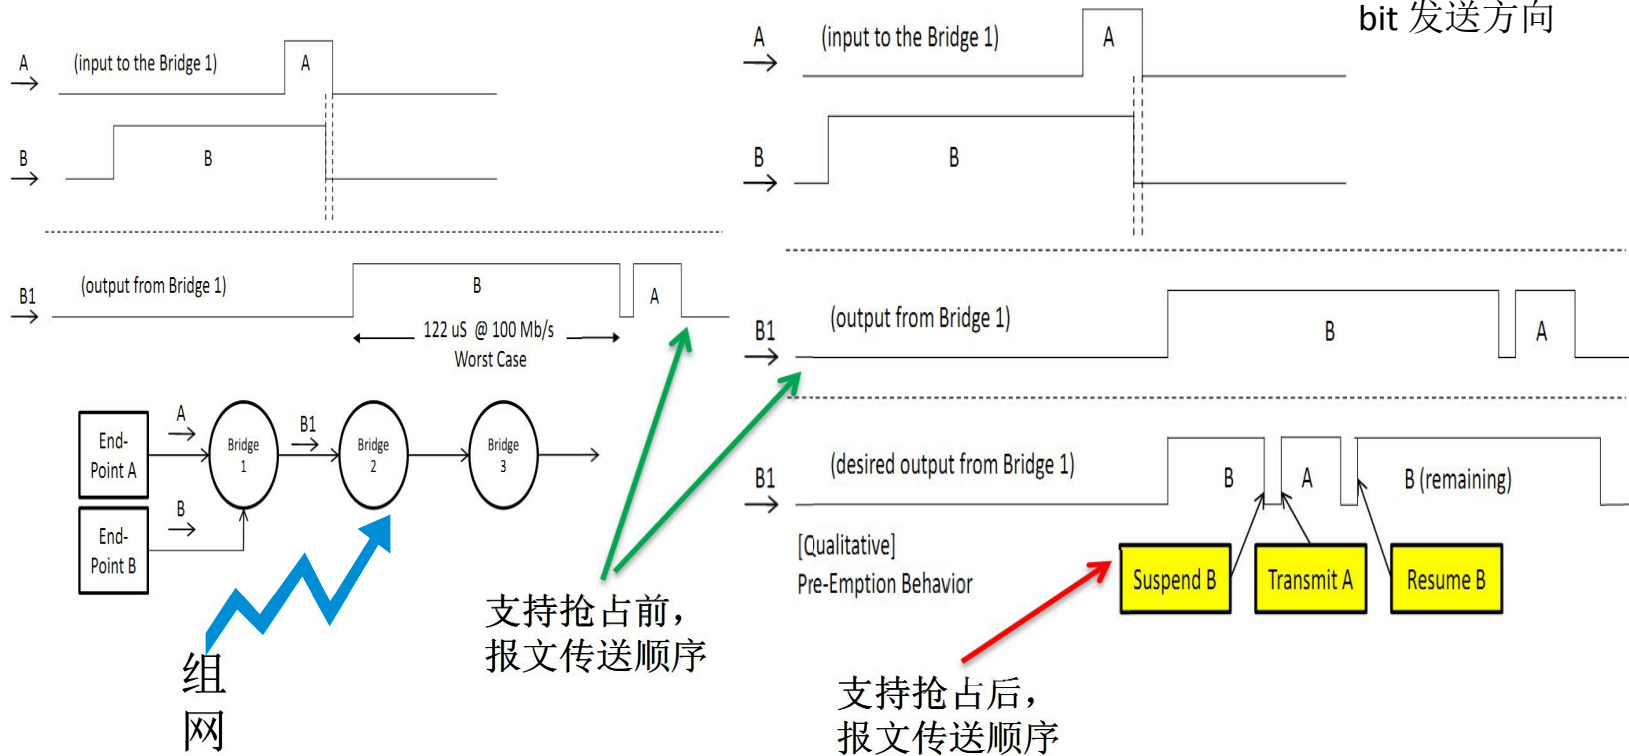 A
(input to the Bridge 1)
A
B
B
B1
(output from Bridge 1)
B
A
122 uS @ 100 Mb/s
Worst Case
End-
Point A
A
Bridge
1
B1
Bridge
2
Bridge
3
End-
Point B
B
组
网
支持抢占前，
报文传送顺序
bit 发送方向
A
(input to the Bridge 1)
A
B
B
B1
(output from Bridge 1)
B
A
B1
(desired output from Bridge 1)
B
A
B (remaining)
[Qualitative]
Pre-Emption Behavior
Suspend B
Transmit A
Resume B
支持抢占后，
报文传送顺序